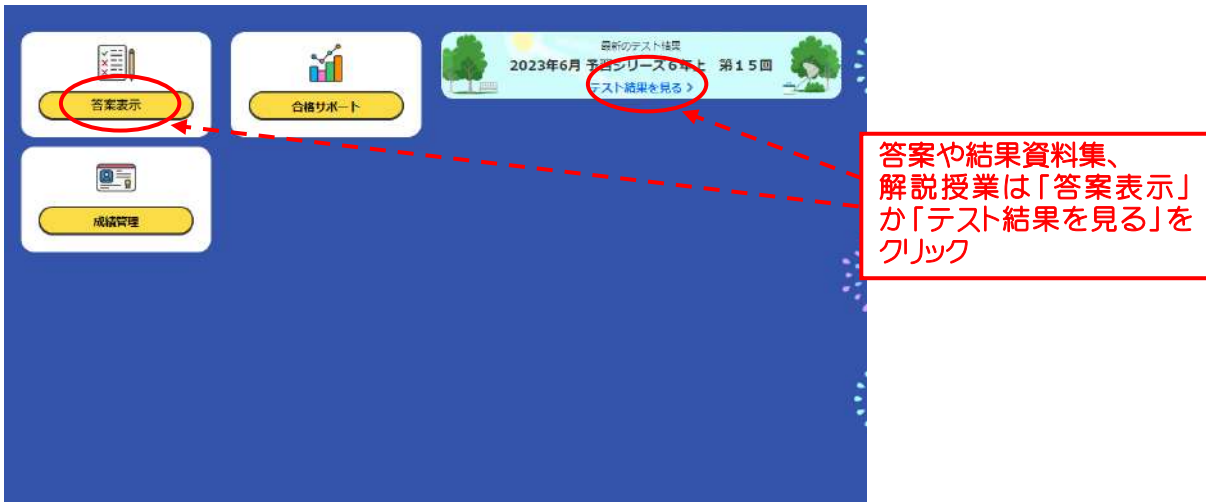 答案表示
合格サポート
最新のテスト結果
2023年6月 予習シリーズ6年上 第15回
テスト結果を見る >
成績管理
答案や結果資料集、
解説授業は「答案表示」
か「テスト結果を見る」を
クリック